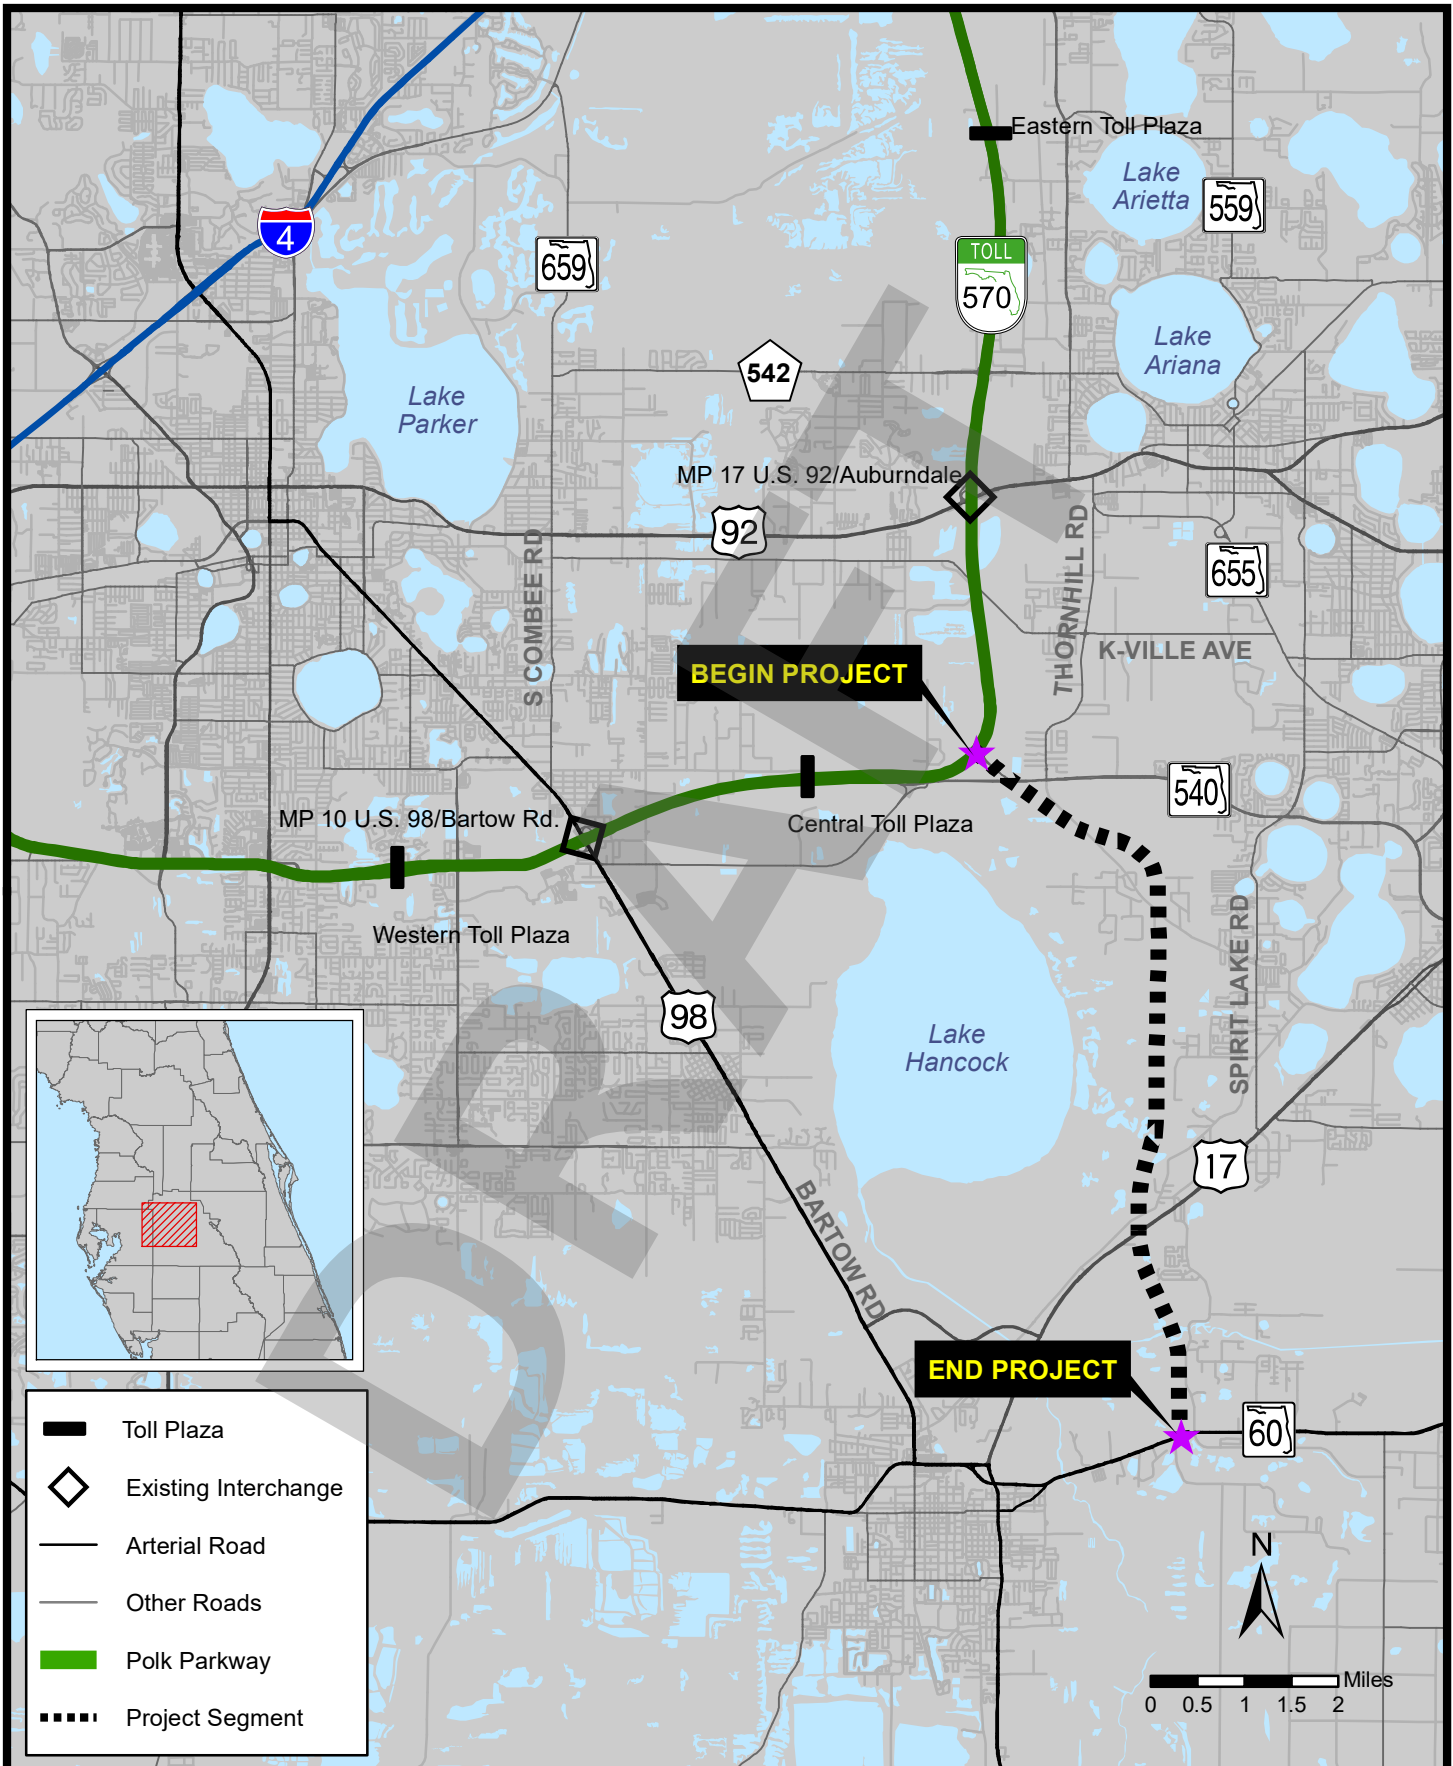 Eastern Toll Plaza
Lake
Arietta
559
4
659
TOLL
570
Lake
Ariana
542
Lake
Parker
MP 17 U.S. 92/Auburndale
92
S COMBEE RD
THORNHILL RD
655
K-VILLE AVE
BEGIN PROJECT
540
MP 10 U.S. 98/Bartow Rd.
Central Toll Plaza
Western Toll Plaza
SPIRIT LAKE RD
98
Lake
Hancock
17
BARTOW RD
END PROJECT
60
DRAFT
Toll Plaza
Existing Interchange
Arterial Road
Other Roads
Polk Parkway
Project Segment
N
Miles
0 0.5 1 1.5 2